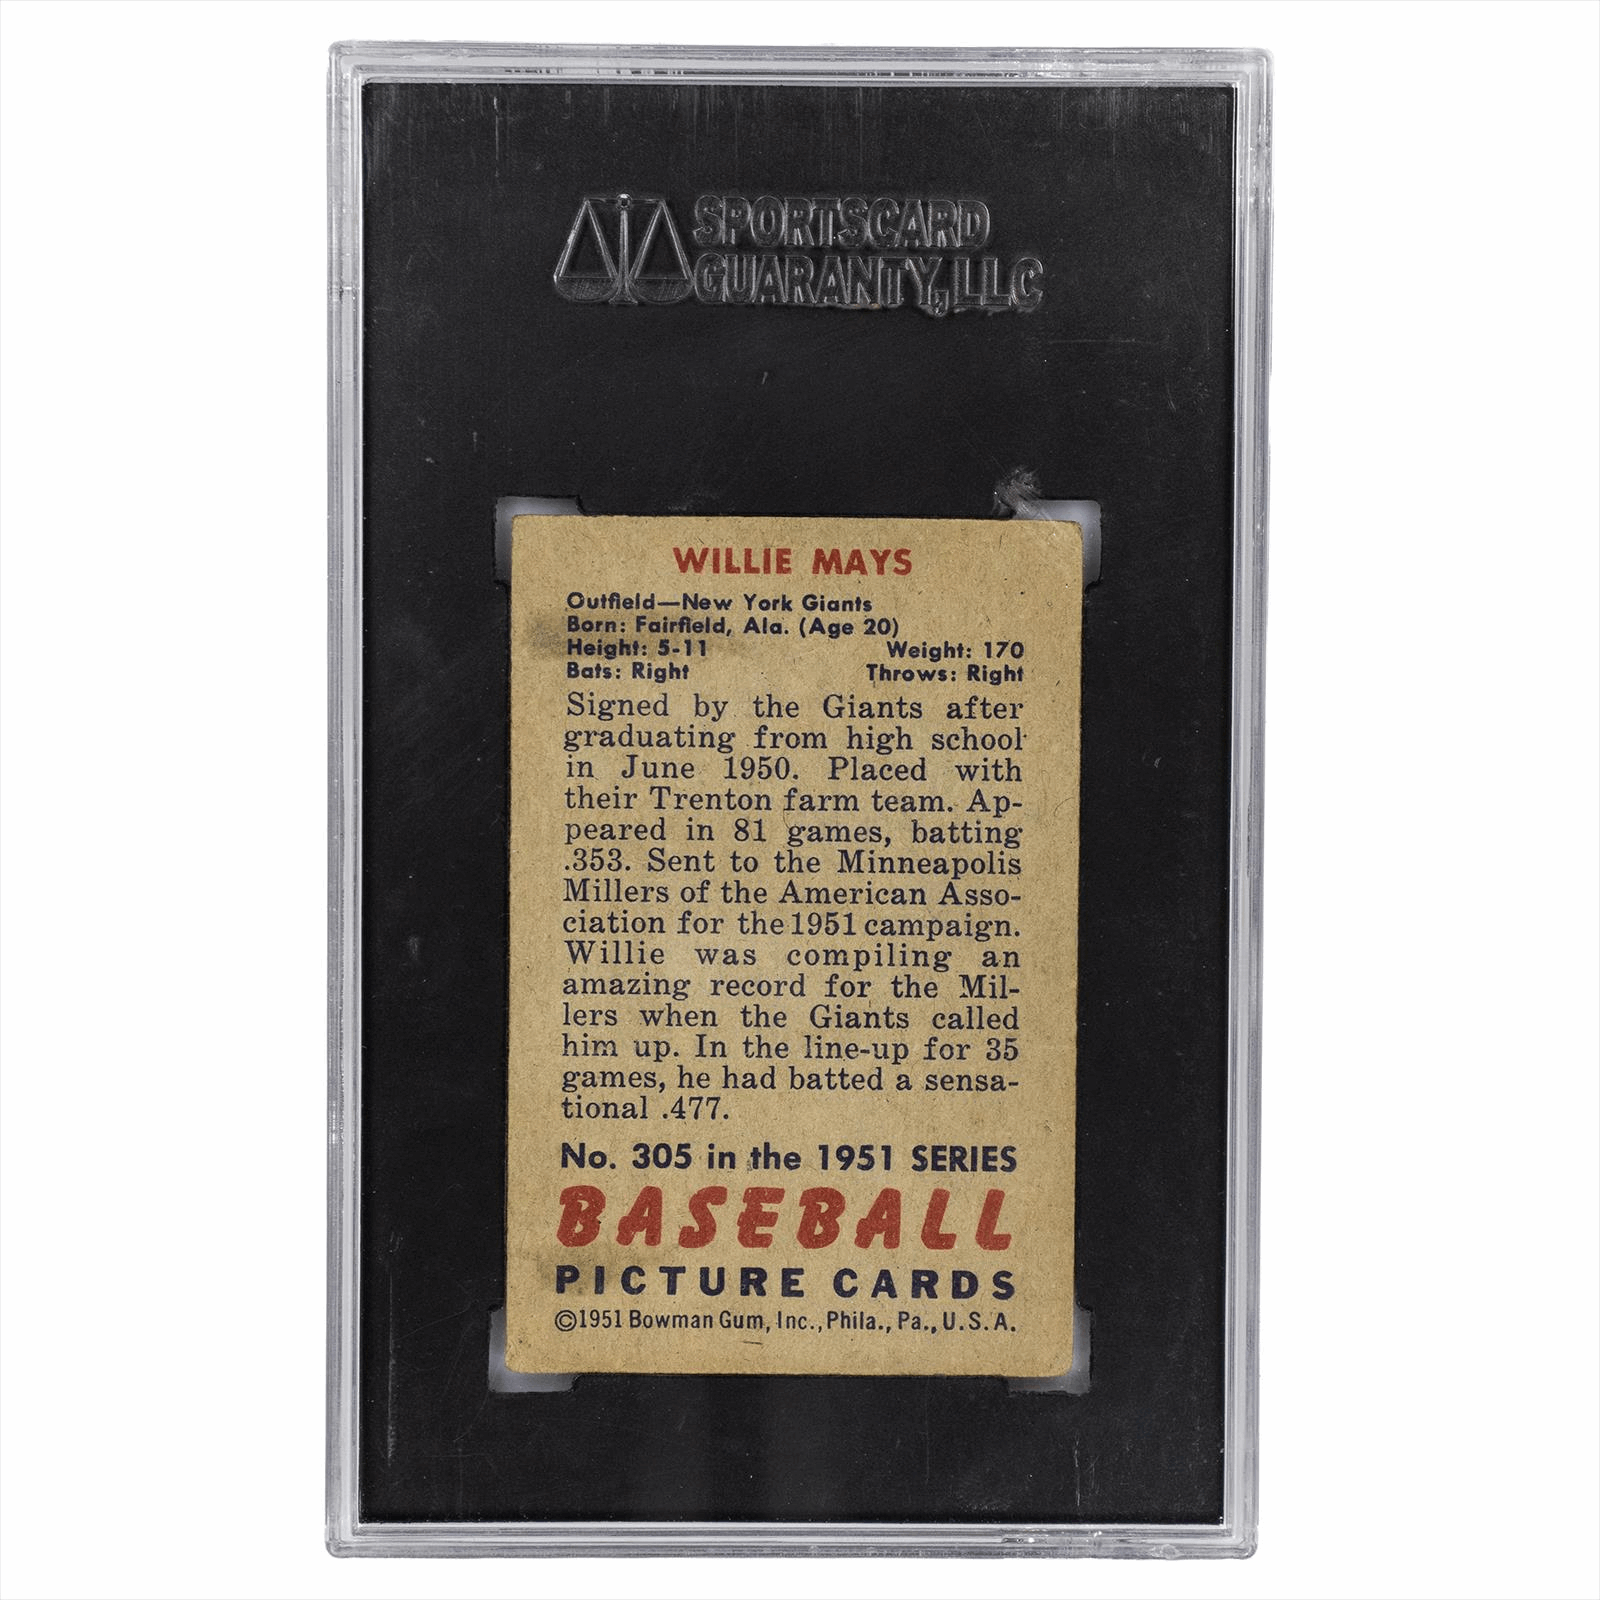 SPORTSCARD
GUARANTY, LLC
WILLIE MAYS
Outfield—New York Giants
Born: Fairfield, Ala. (Age 20)
Height: 5-11 Weight: 170
Bats: Right Throws: Right
Signed by the Giants after
graduating from high school
in June 1950. Placed with
their Trenton farm team. Ap-
peared in 81 games, batting
.353. Sent to the Minneapolis
Millers of the American Asso-
ciation for the 1951 campaign.
Willie was compiling an
amazing record for the Mil-
lers when the Giants called
him up. In the line-up for 35
games, he had batted a sensa-
tional .477.
No. 305 in the 1951 SERIES
BASEBALL
PICTURE CARDS
©1951 Bowman Gum, Inc., Phila., Pa., U.S.A.